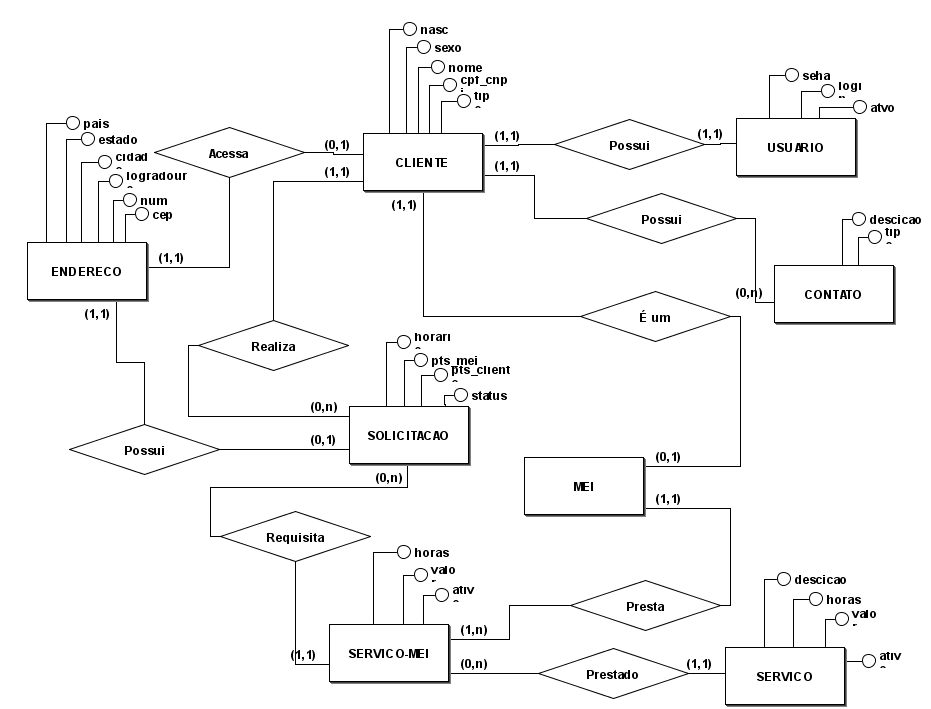 nasc
sexo
nome
cpf_cnp
tip
pais
estado
cidad
logradour
num
cep
seha
logi
atvo
Acessa
(0,1)
CLIENTE
(1,1)
Possui
(1,1)
USUARIO
(1,1)
(1,1)
(1,1)
Possui
descicao
tip
ENDERECO
(1,1)
(0,n)
CONTATO
(1,1)
É um
Realiza
horari
pts_mei
pts_client
status
(0,n)
SOLICITACAO
(0,1)
Possui
(0,n)
(0,1)
MEI
(1,1)
Requisita
horas
valo
ativ
descicao
horas
valo
ativ
Presta
(1,n)
(1,1)
SERVICO-MEI
(0,n)
Prestado
(1,1)
SERVICO